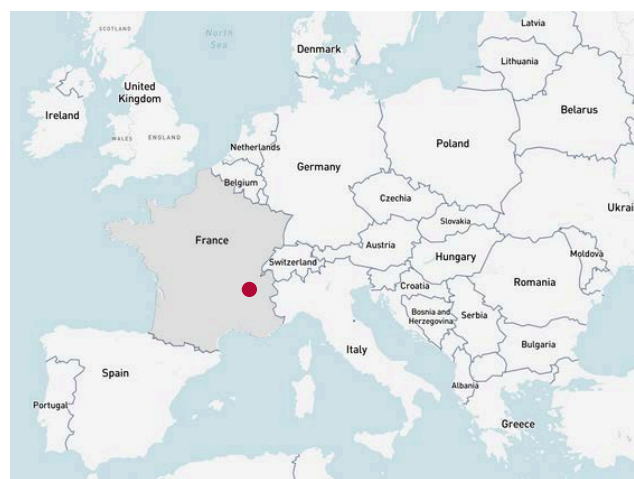 SCOTLAND
North
Sea
Denmark
Latvia
Lithuania
United
Kingdom
Ireland
Belarus
WALES
ENGLAND
Netherlands
Poland
Germany
Belgium
Czechia
Ukrai
Slovakia
France
Austria
Switzerland
Hungary
Moldova
Croatia
Romania
Bosnia and
Herzegovina
Serbia
Italy
Bulgaria
Spain
Albania
Portugal
Greece